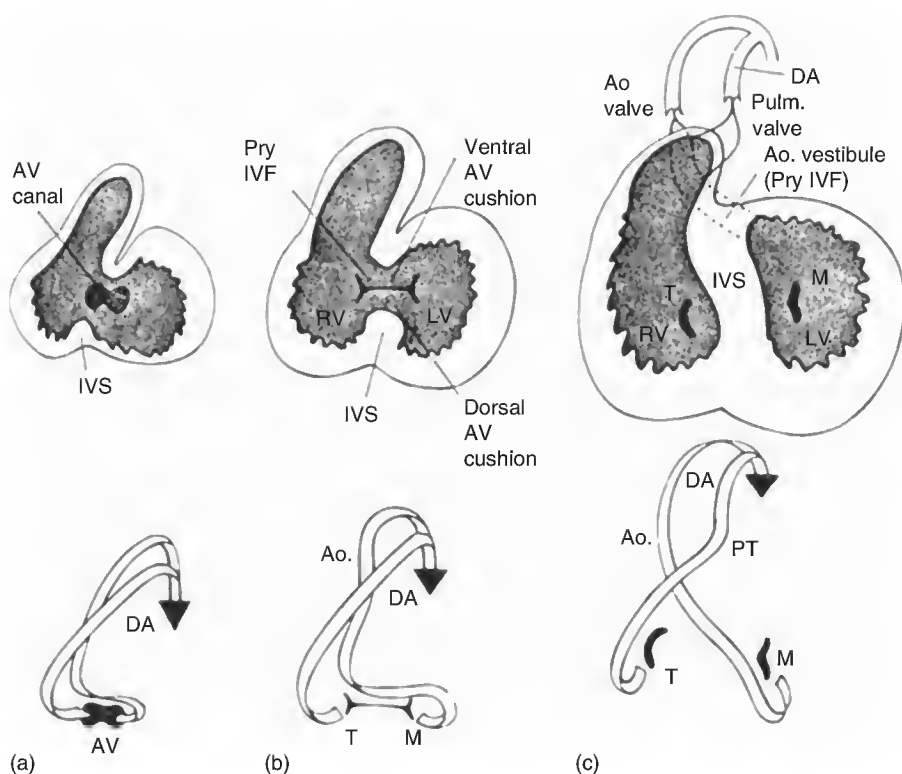 AV
canal
IVS
Pry
IVF
Ventral
AV
cushion
RV
LV
IVS
Dorsal
AV
cushion
Ao
valve
DA
Pulm.
valve
Ao. vestibule
(Pry IVF)
IVS
T
M
RV
LV
DA
AV
(a)
Ao.
DA
T
M
(b)
DA
Ao.
PT
T
M
(c)